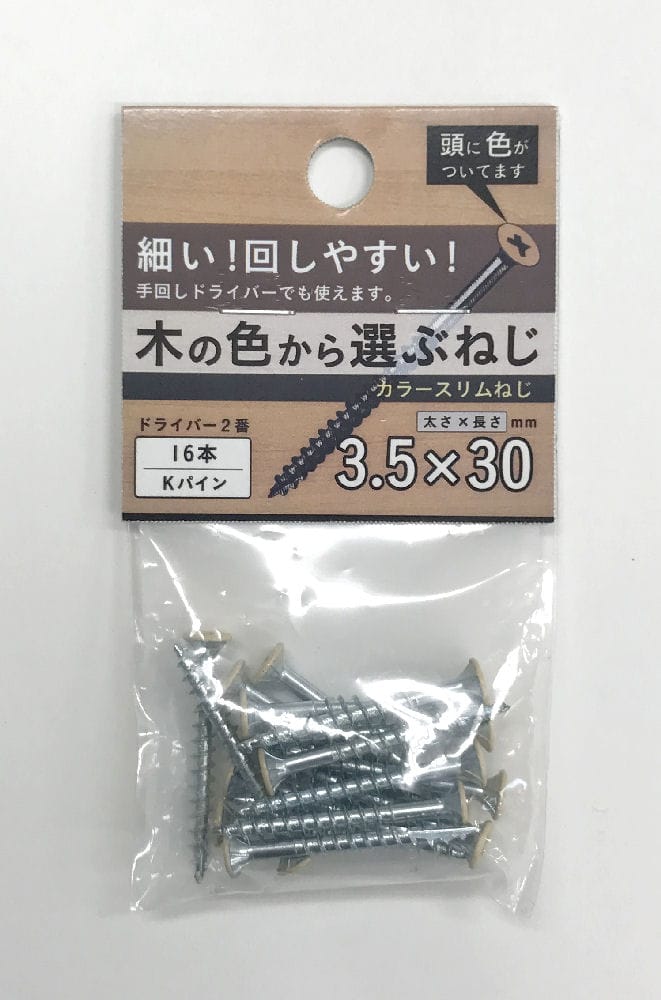 頭に色が
ついてます
細い!回しやすい!
手回しドライバーでも使えます。
木の色から選ぶねじ
カラースリムねじ
ドライバー2番
太さ×長さ mm
16本
Kパイン
3.5×30